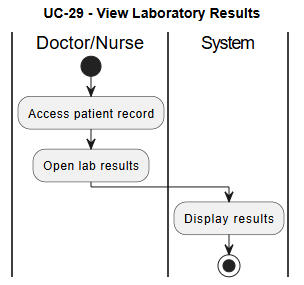 UC-29 - View Laboratory Results
Doctor/Nurse
System
Access patient record
Open lab results
Display results